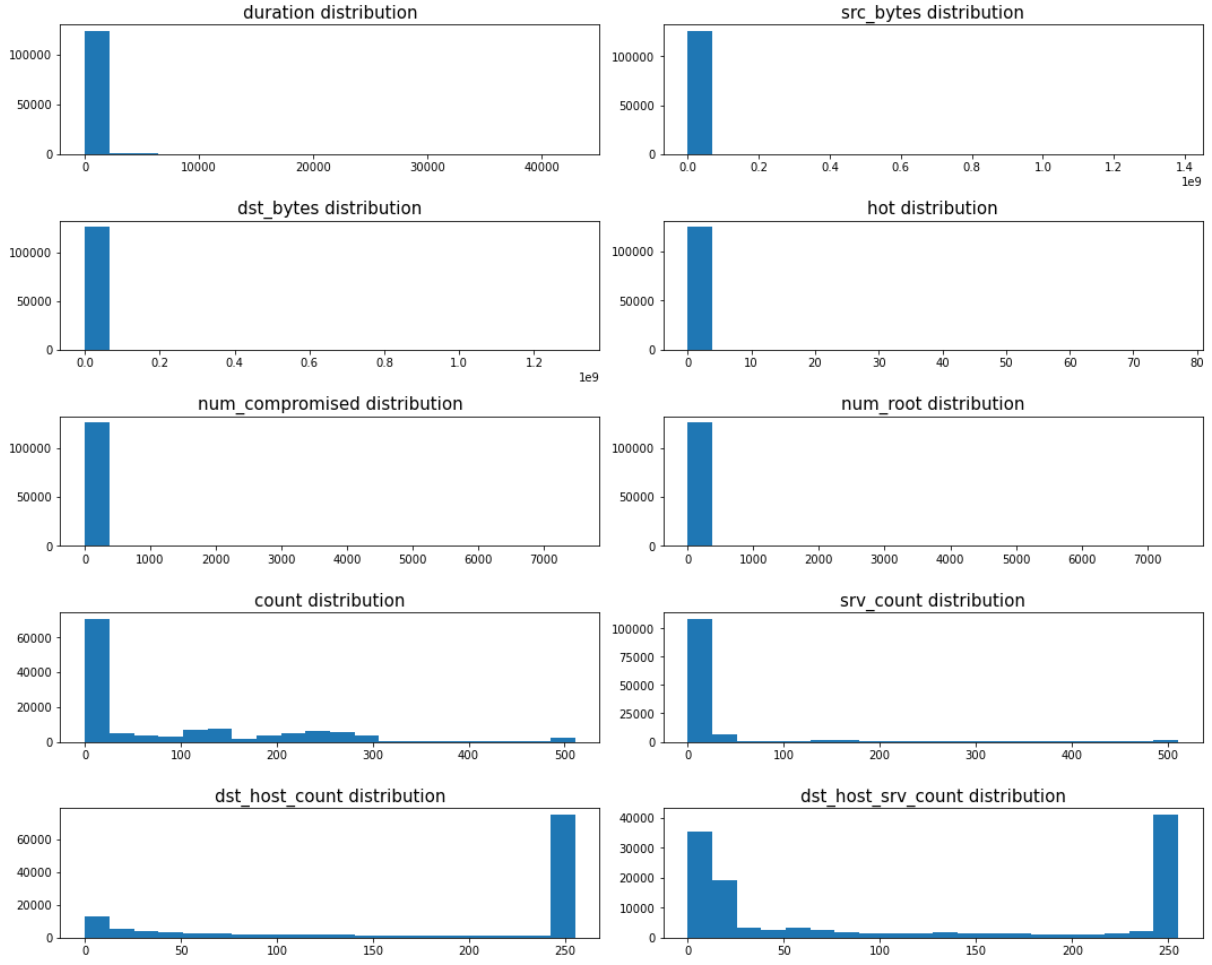 duration distribution
100000
50000
0
0 10000 20000 30000 40000
src_bytes distribution
100000
50000
0
0.0 0.2 0.4 0.6 0.8 1.0 1.2 1.4
1e9
dst_bytes distribution
100000
50000
0
0.0 0.2 0.4 0.6 0.8 1.0 1.2
1e9
hot distribution
100000
50000
0
0 10 20 30 40 50 60 70 80
num_compromised distribution
100000
50000
0
0 1000 2000 3000 4000 5000 6000 7000
num_root distribution
100000
50000
0
0 1000 2000 3000 4000 5000 6000 7000
count distribution
60000
40000
20000
0
0 100 200 300 400 500
srv_count distribution
100000
75000
50000
25000
0
0 100 200 300 400 500
dst_host_count distribution
60000
40000
20000
0
0 50 100 150 200 250
dst_host_srv_count distribution
40000
30000
20000
10000
0
0 50 100 150 200 250